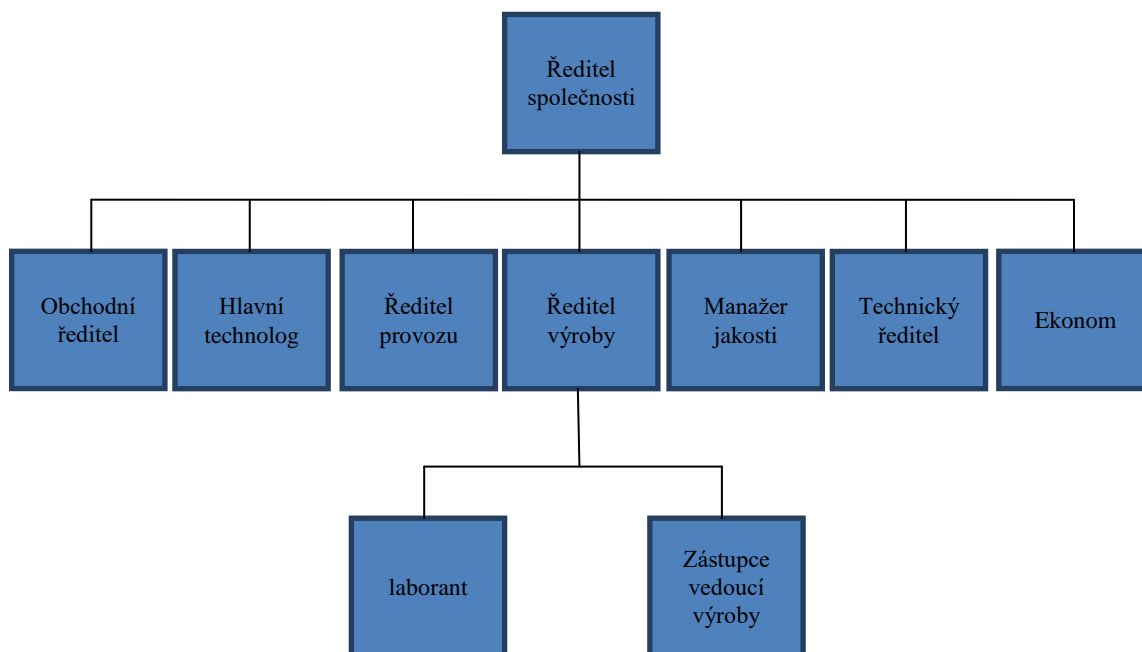 Ředitel
společnosti
Obchodní
ředitel
Hlavní
technolog
Ředitel
provozu
Ředitel
výroby
Manažer
jakosti
Technický
ředitel
Ekonom
laborant
Zástupce
vedoucí
výroby